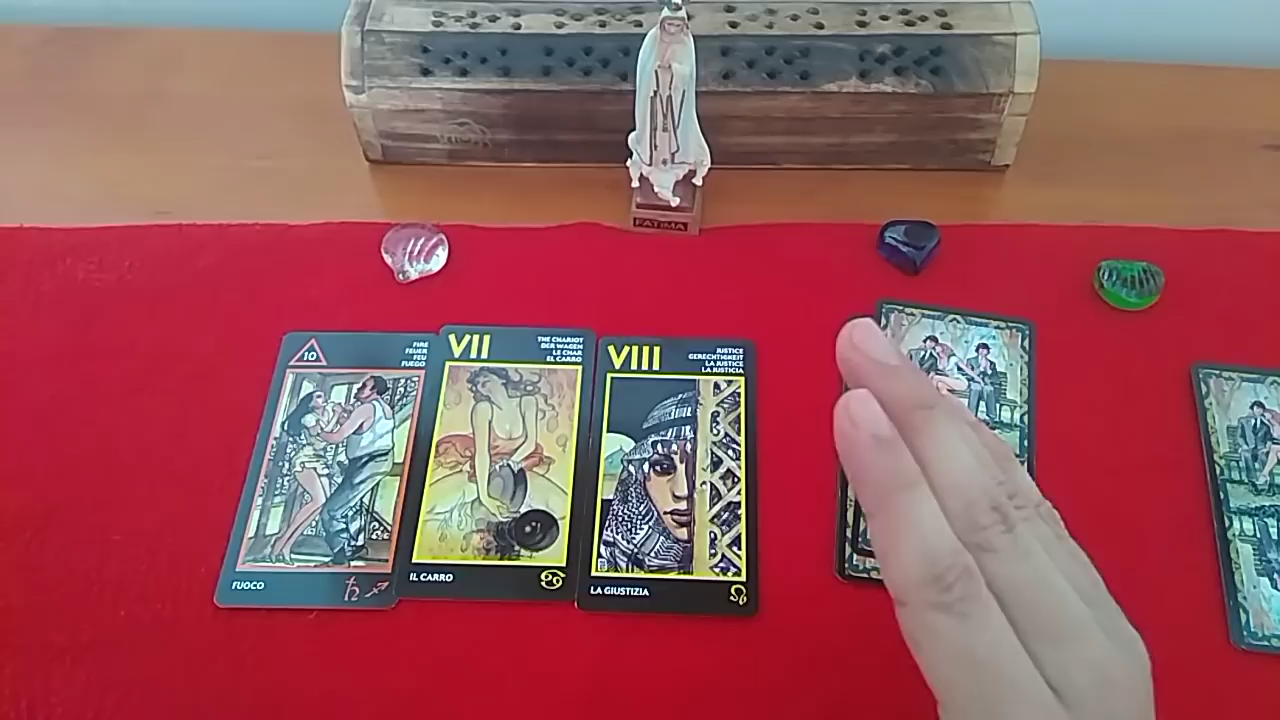 FATIMA
10
FIRE
FEUER
FEU
FUEGO
FUOCO
VII
THE CHARIOT
DER WAGEN
LE CHAR
EL CARRO
IL CARRO
VIII
JUSTICE
GERECHTIGKEIT
LA JUSTICE
LA JUSTICIA
LA GIUSTIZIA